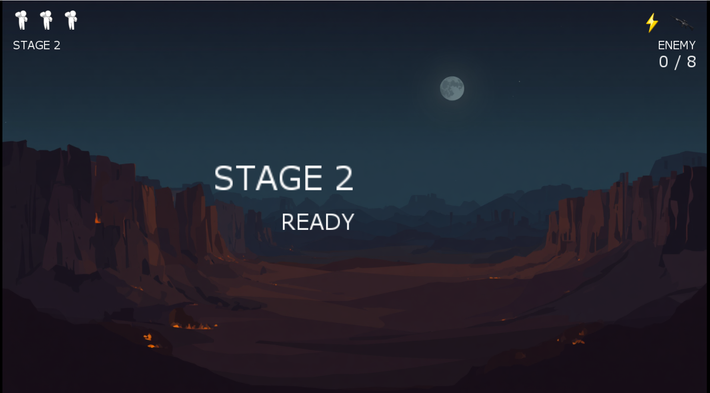 STAGE 2
ENEMY
0 / 8
STAGE 2
READY